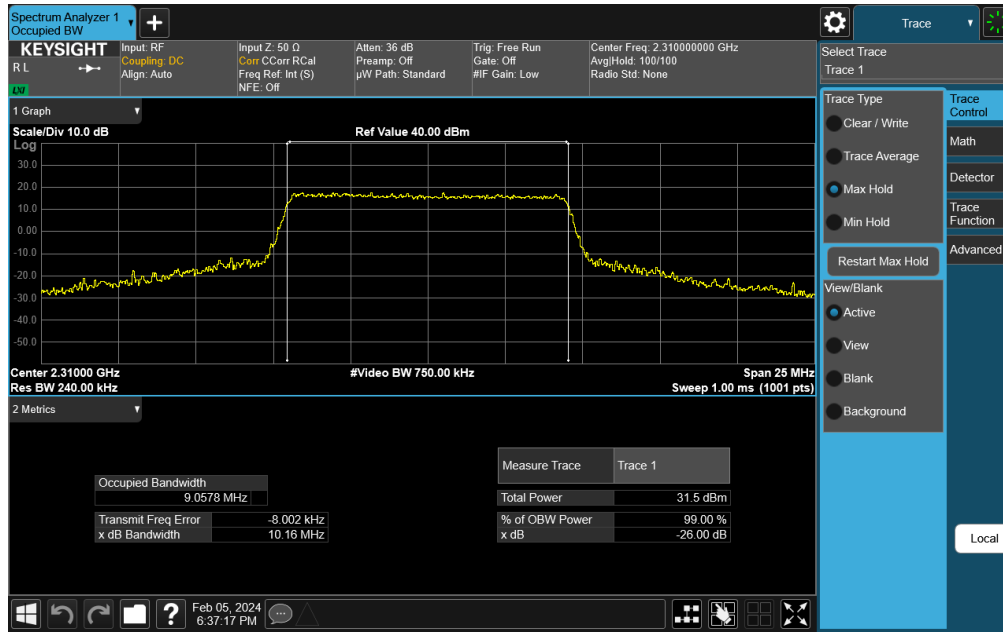 Spectrum Analyzer 1
Occupied BW
Trace
KEYSIGHT
R L
LXI
Input: RF
Coupling: DC
Align: Auto
Input Z: 50 Ω
Corr CCorr RCal
Freq Ref: Int (S)
NFE: Off
Atten: 36 dB
Preamp: Off
µW Path: Standard
Trig: Free Run
Gate: Off
#IF Gain: Low
Center Freq: 2.310000000 GHz
Avg|Hold: 100/100
Radio Std: None
Select Trace
Trace 1
1 Graph
Scale/Div 10.0 dB
Ref Value 40.00 dBm
Log
30.0
20.0
10.0
0.00
-10.0
-20.0
-30.0
-40.0
-50.0
Center 2.31000 GHz
#Video BW 750.00 kHz
Span 25 MHz
Res BW 240.00 kHz
Sweep 1.00 ms (1001 pts)
Trace Type
Clear / Write
Trace Average
Max Hold
Min Hold
Restart Max Hold
View/Blank
Active
View
Blank
Background
Trace
Control
Math
Detector
Trace
Function
Advanced
Local
2 Metrics
Occupied Bandwidth
9.0578 MHz
Transmit Freq Error -8.002 kHz
x dB Bandwidth 10.16 MHz
Measure Trace Trace 1
Total Power 31.5 dBm
% of OBW Power 99.00 %
x dB -26.00 dB
Feb 05, 2024
6:37:17 PM